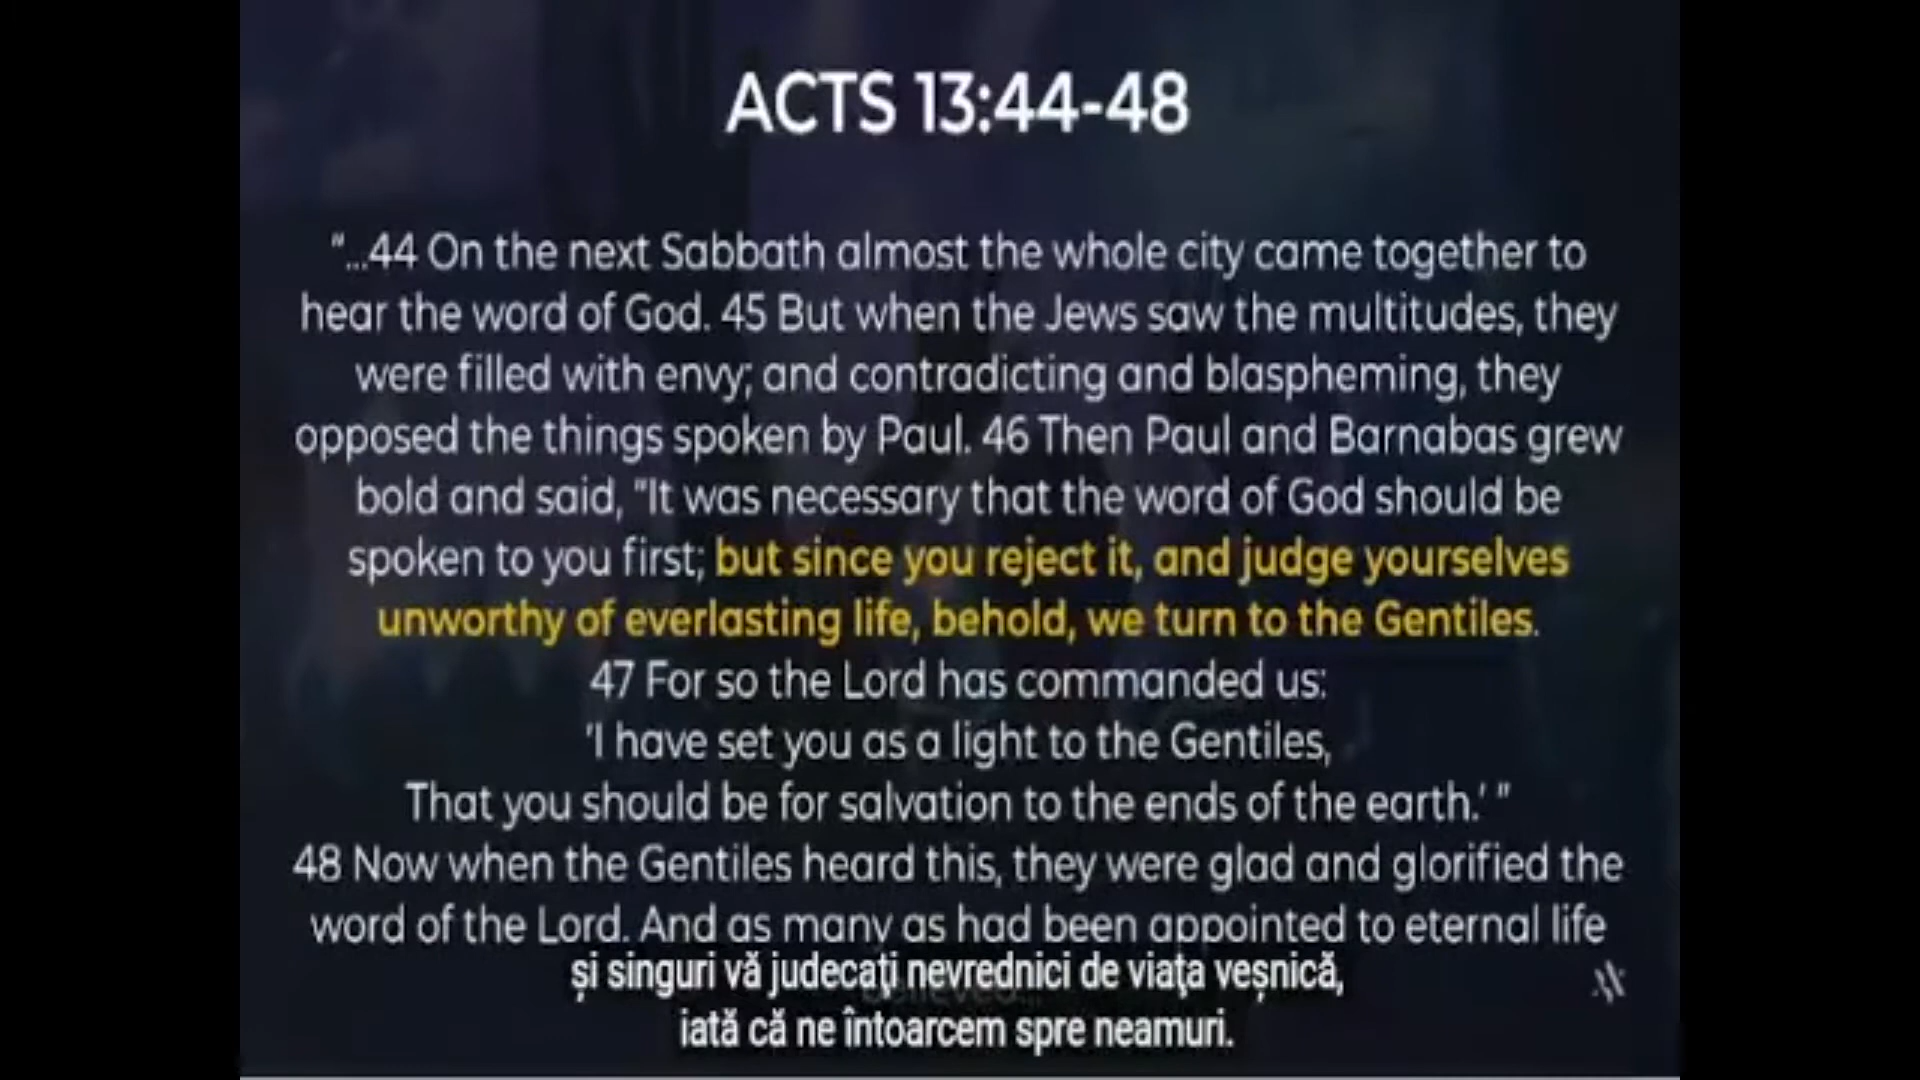 ACTS 13:44-48
“...44 On the next Sabbath almost the whole city came together to
hear the word of God. 45 But when the Jews saw the multitudes, they
were filled with envy; and contradicting and blaspheming, they
opposed the things spoken by Paul. 46 Then Paul and Barnabas grew
bold and said, "It was necessary that the word of God should be
spoken to you first; but since you reject it, and judge yourselves
unworthy of everlasting life, behold, we turn to the Gentiles.
47 For so the Lord has commanded us:
'I have set you as a light to the Gentiles,
That you should be for salvation to the ends of the earth.' "
48 Now when the Gentiles heard this, they were glad and glorified the
word of the Lord. And as many as had been appointed to eternal life
believed...
și singuri vă judecaţi nevrednici de viaţa veșnică,
iată că ne întoarcem spre neamuri.